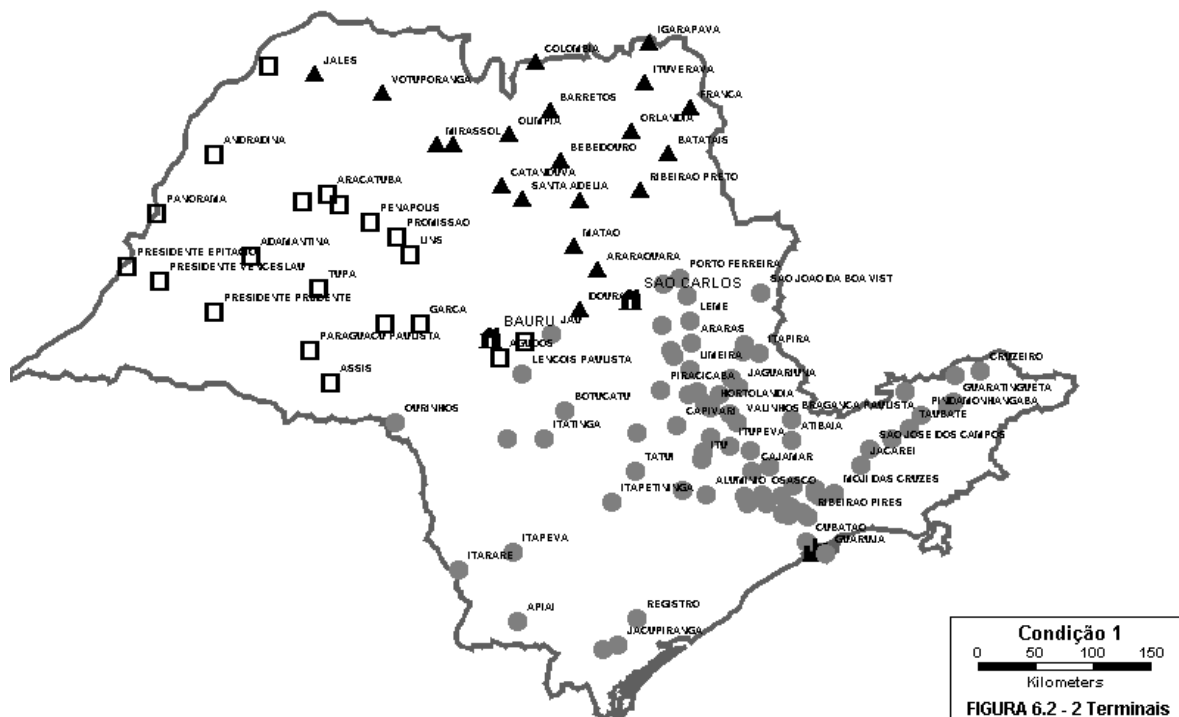 IGARAPAVA
COLOMBIA
JALES
ITUVERAVA
VOTUPORANGA
BARRETOS
FRANCA
OLIMPIA
ORLANDIA
MIRASSOL
ANDRADINA
BEBEDOURO
BATATAIS
CATANDUVA
RIBEIRAO PRETO
ARACATUBA
SANTA ADELIA
PANORAMA
PENAPOLIS
PROMISSAO
ADAMANTINA
MATAO
LINS
PRESIDENTE EPITACIO
ARARAQUARA
PORTO FERREIRA
PRESIDENTE VENCESLAU
TUPA
SAO CARLOS
SAO JOAO DA BOA VIST
PRESIDENTE PRUDENTE
DOURA
LEME
GARCA
BAURU
JAU
PARAGUACU PAULISTA
AGUDOS
ARARAS
ITAPIRA
LENCOIS PAULISTA
LIMEIRA
CRUZEIRO
ASSIS
PIRACICABA
JAGUARIUNA
GUARATINGUETA
HORTOLANDIA
PINDAMONHANGABA
BOTUCATU
CAPIVARI
VALINHOS
BRAGANCA PAULISTA
TAUBATE
OURINHOS
ITATINGA
ITUPEVA
ATIBAIA
SAO JOSE DOS CAMPOS
ITU
JACAREI
TATUI
CAJAMAR
ITAPETININGA
ALUMINIO
OSASCO
MOJI DAS CRUZES
RIBEIRAO PIRES
CUBATAO
ITAPEVA
GUARUJA
ITARARE
APIAI
REGISTRO
JACUPIRANGA
Condição 1
0 50 100 150
Kilometers
FIGURA 6.2 - 2 Terminais